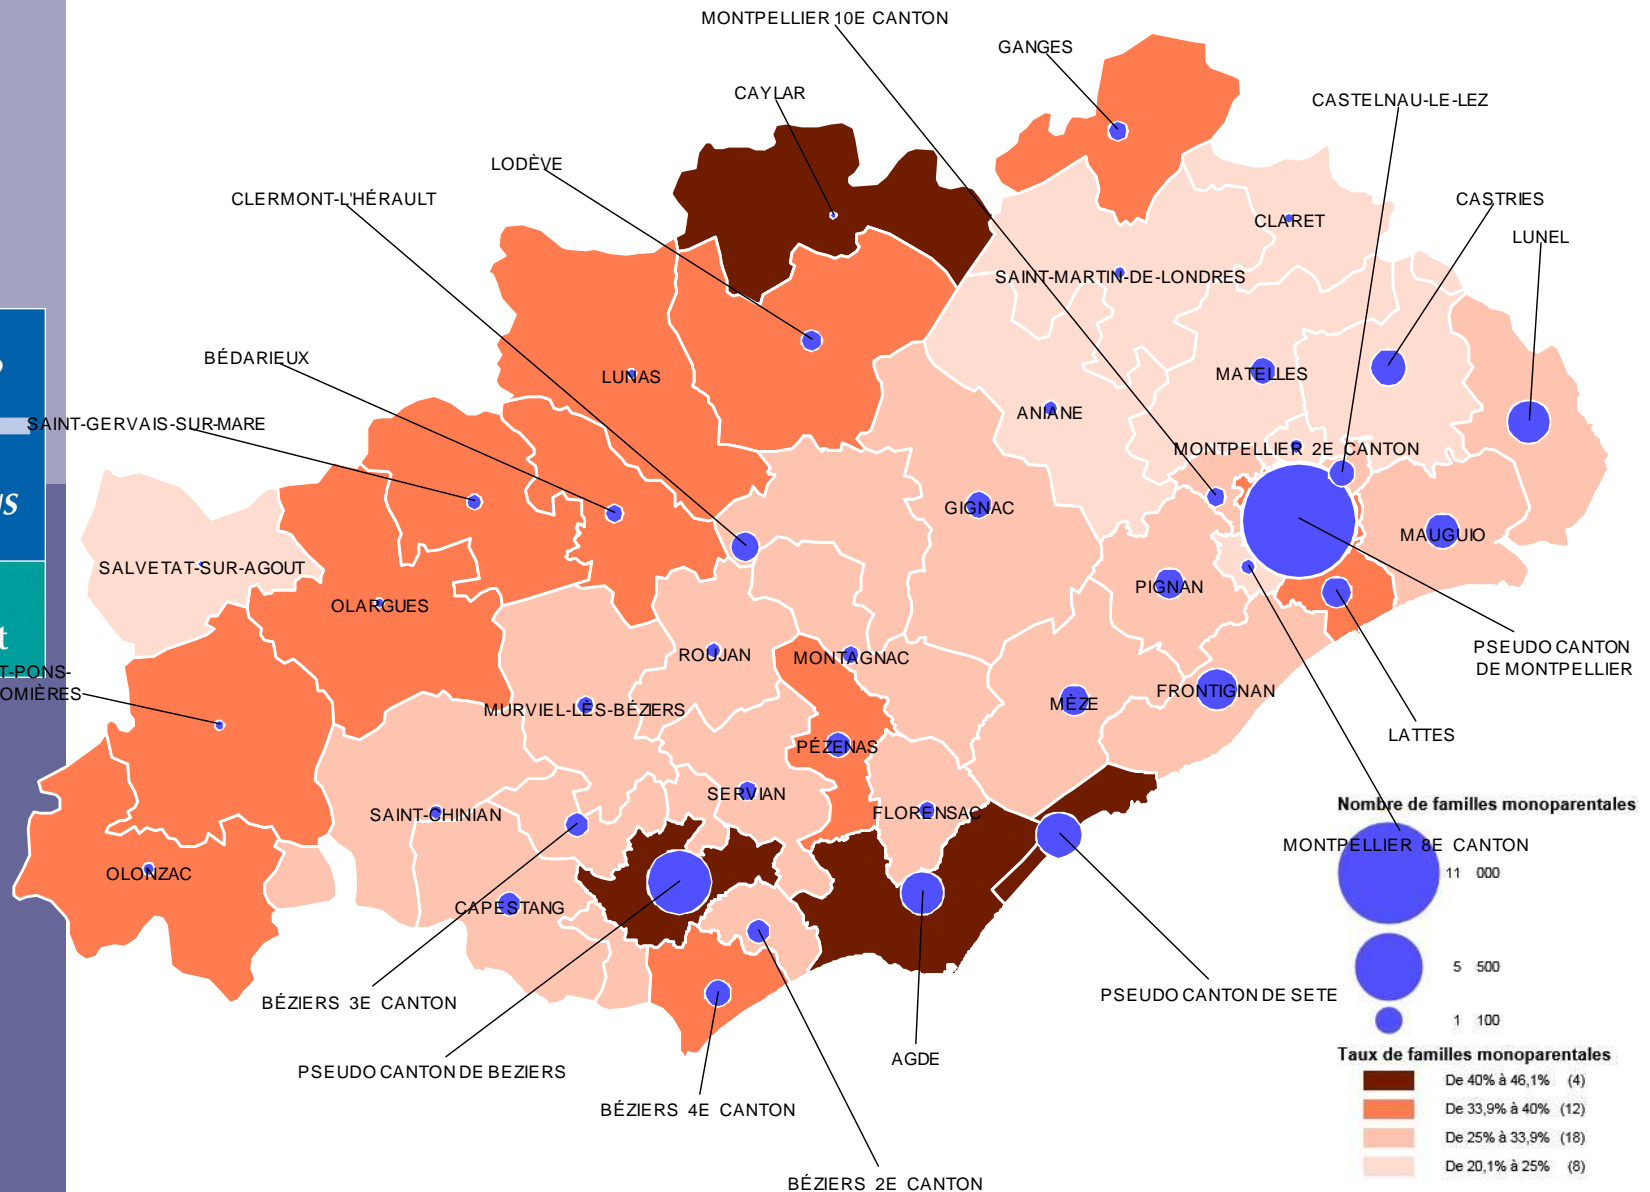 MONTPELLIER 10E CANTON
GANGES
CAYLAR
CASTELNAU-LE-LEZ
LODÈVE
CLERMONT-L'HÉRAULT
CASTRIES
CLARET
LUNEL
SAINT-MARTIN-DE-LONDRES
BÉDARIEUX
LUNAS
MATELLES
ANIANE
SAINT-GERVAIS-SUR-MARE
MONTPELLIER 2E CANTON
GIGNAC
MAUGUIO
SALVETAT-SUR-AGOUT
OLARGUES
PIGNAN
T-PONS-
OMIÈRES
ROUJAN
MONTAGNAC
PSEUDO CANTON
DE MONTPELLIER
MURVIEL-LÈS-BÉZIERS
MÈZE
FRONTIGNAN
LATTES
PÉZENAS
SERVIAN
SAINT-CHINIAN
FLORENSAC
OLONZAC
CAPESTANG
BÉZIERS 3E CANTON
PSEUDO CANTON DE SETE
PSEUDO CANTON DE BEZIERS
AGDE
BÉZIERS 4E CANTON
BÉZIERS 2E CANTON
Nombre de familles monoparentales
MONTPELLIER 8E CANTON
11 000
5 500
1 100
Taux de familles monoparentales
De 40% à 46,1% (4)
De 33,9% à 40% (12)
De 25% à 33,9% (18)
De 20,1% à 25% (8)